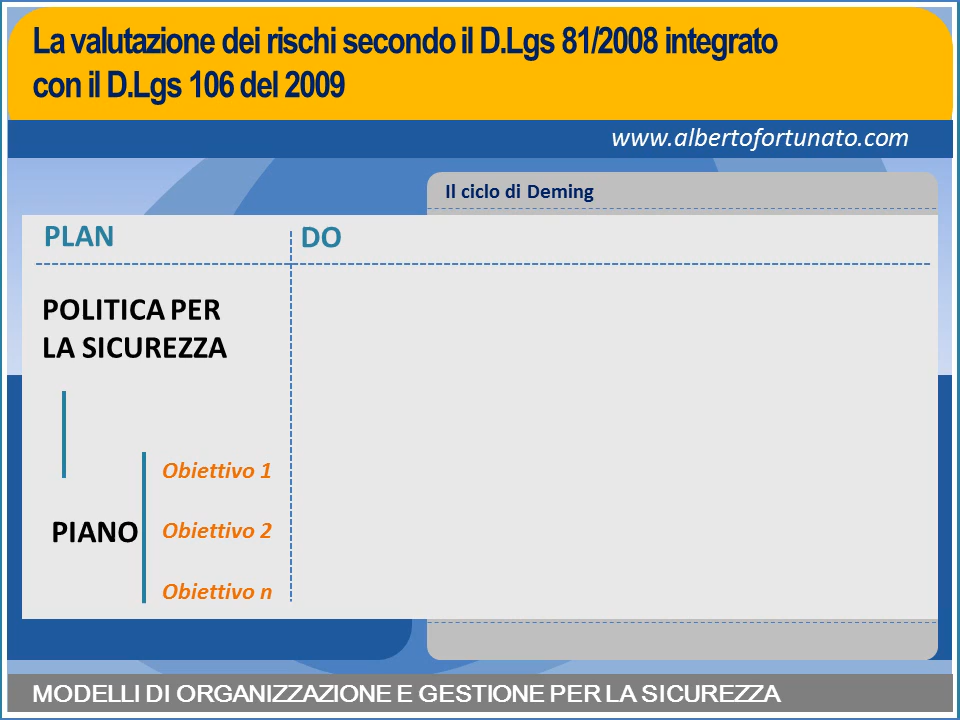 La valutazione dei rischi secondo il D.Lgs 81/2008 integrato
con il D.Lgs 106 del 2009
www.albertofortunato.com
Il ciclo di Deming
PLAN
DO
POLITICA PER
LA SICUREZZA
Obiettivo 1
PIANO
Obiettivo 2
Obiettivo n
MODELLI DI ORGANIZZAZIONE E GESTIONE PER LA SICUREZZA